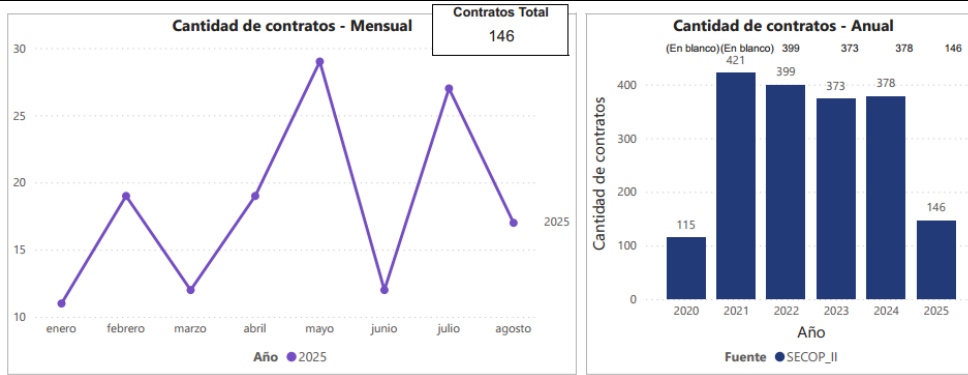 Cantidad de contratos - Mensual
Contratos Total
146
30
25
20
15
10
enero febrero marzo abril mayo junio julio agosto
2025
Año 2025
Cantidad de contratos - Anual
(En blanco) (En blanco) 399 373 378 146
Cantidad de contratos
400
300
200
100
0
115 421 399 373 378 146
2020 2021 2022 2023 2024 2025
Año
Fuente SECOP_II